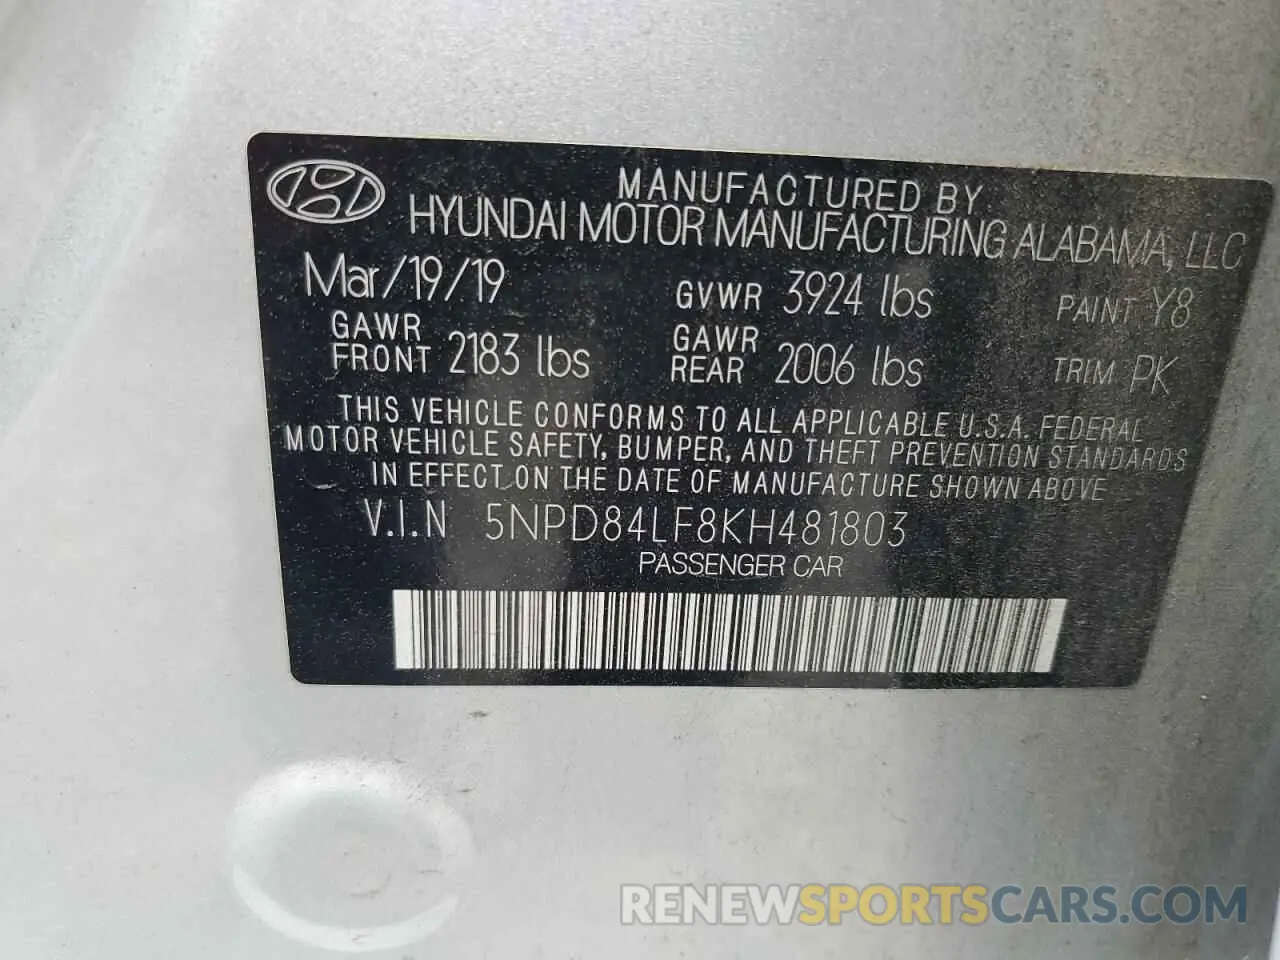 MANUFACTURED BY
HYUNDAI MOTOR MANUFACTURING ALABAMA, LLC
Mar/19/19 GVWR 3924 lbs PAINT Y8
GAWR FRONT 2183 lbs GAWR REAR 2006 lbs TRIM PK
THIS VEHICLE CONFORMS TO ALL APPLICABLE U.S.A. FEDERAL
MOTOR VEHICLE SAFETY, BUMPER, AND THEFT PREVENTION STANDARDS
IN EFFECT ON THE DATE OF MANUFACTURE SHOWN ABOVE
V.I.N 5NPD84LF8KH481803
PASSENGER CAR
RENEWSPORTSCARS.COM